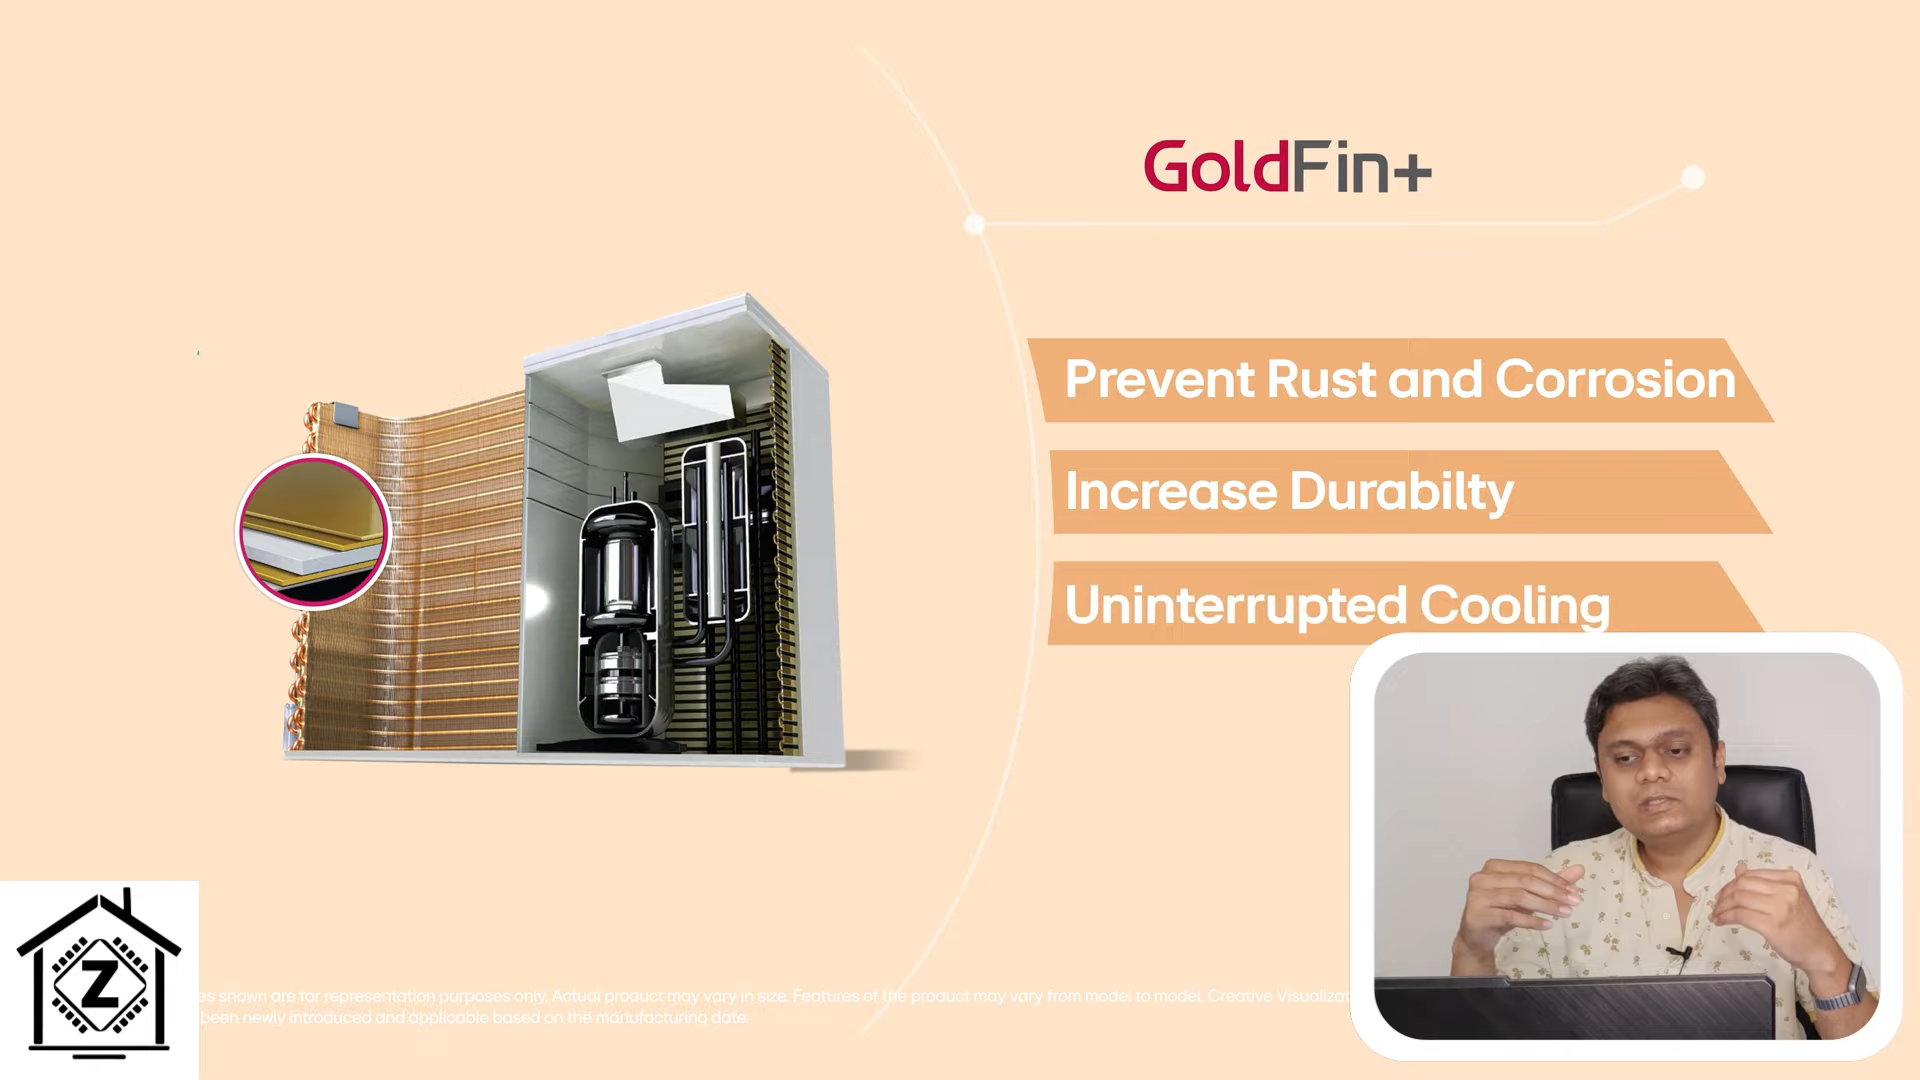 GoldFin+
Prevent Rust and Corrosion
Increase Durabilty
Uninterrupted Cooling
Z
shown are for representation purposes only. Actual product may vary in size. Features of the product may vary from model to model. Creative
been newly introduced and applicable based on the manufacturing date.